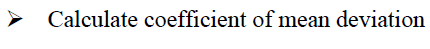 ➤ Calculate coefficient of mean deviation